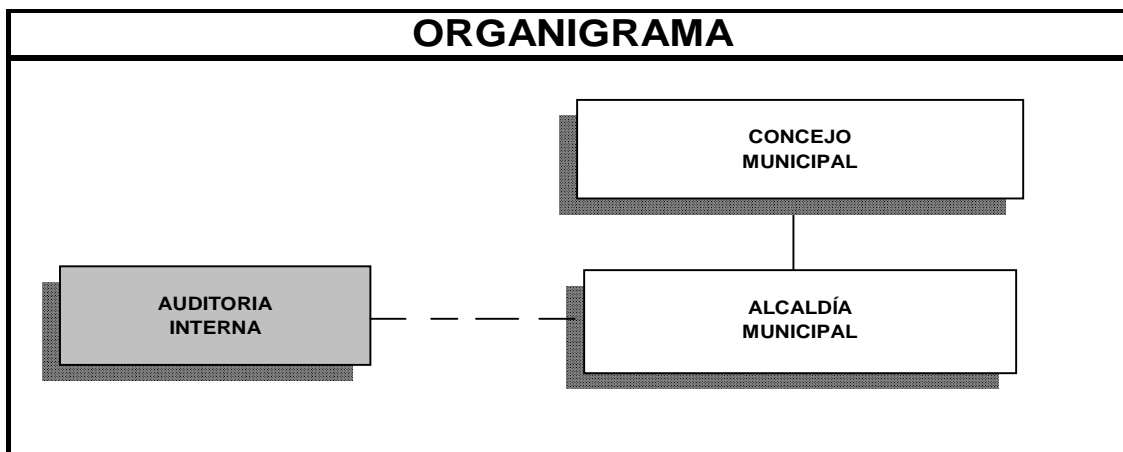 ORGANIGRAMA
CONCEJO
MUNICIPAL
AUDITORIA
INTERNA
ALCALDÍA
MUNICIPAL